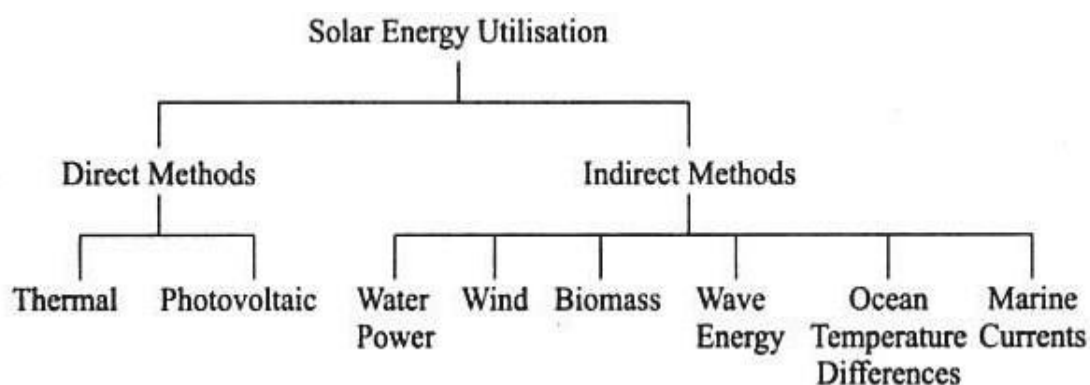 Solar Energy Utilisation
Direct Methods
Indirect Methods
Thermal
Photovoltaic
Water
Power
Wind
Biomass
Wave
Energy
Ocean
Temperature
Differences
Marine
Currents